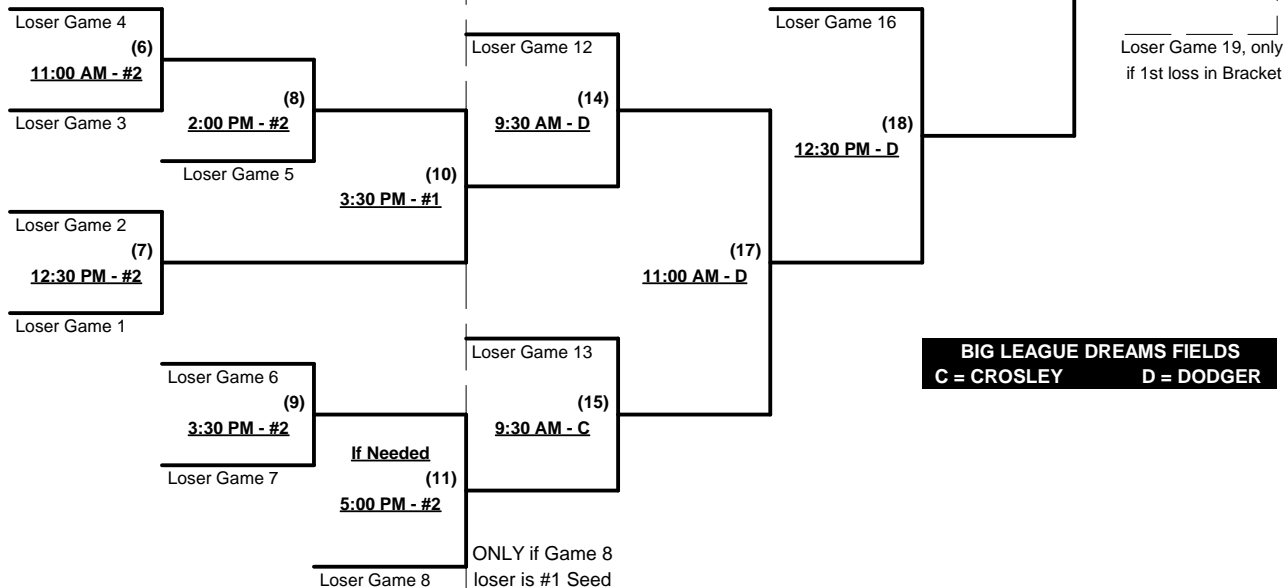 Loser Game 4
(6)
11:00 AM - #2
Loser Game 3
(8)
2:00 PM - #2
Loser Game 5
(10)
3:30 PM - #1
Loser Game 2
(7)
12:30 PM - #2
Loser Game 1
Loser Game 6
(9)
3:30 PM - #2
Loser Game 7
If Needed
(11)
5:00 PM - #2
Loser Game 8
ONLY if Game 8
loser is #1 Seed
Loser Game 12
(14)
9:30 AM - D
Loser Game 13
(15)
9:30 AM - C
(17)
11:00 AM - D
Loser Game 16
(18)
12:30 PM - D
Loser Game 19, only
if 1st loss in Bracket
BIG LEAGUE DREAMS FIELDS
C = CROSLEY D = DODGER